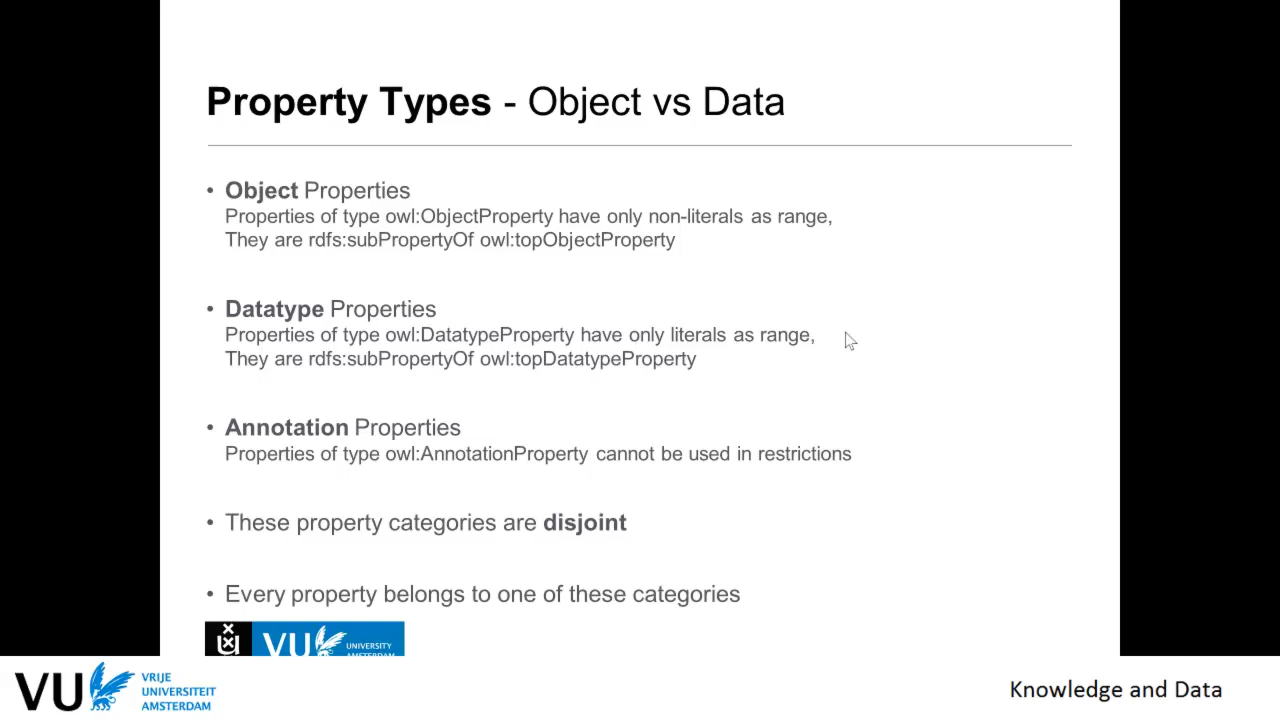 Property Types - Object vs Data
• Object Properties
Properties of type owl:ObjectProperty have only non-literals as range,
They are rdfs:subPropertyOf owl:topObjectProperty
• Datatype Properties
Properties of type owl:DatatypeProperty have only literals as range,
They are rdfs:subPropertyOf owl:topDatatypeProperty
• Annotation Properties
Properties of type owl:AnnotationProperty cannot be used in restrictions
• These property categories are disjoint
• Every property belongs to one of these categories
VU UNIVERSITY
AMSTERDAM
VU VRIJE
UNIVERSITEIT
AMSTERDAM
Knowledge and Data